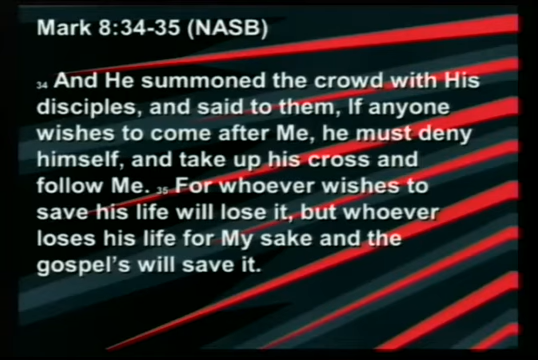 Mark 8:34-35 (NASB)
34 And He summoned the crowd with His
disciples, and said to them, If anyone
wishes to come after Me, he must deny
himself, and take up his cross and
follow Me. 35 For whoever wishes to
save his life will lose it, but whoever
loses his life for My sake and the
gospel's will save it.